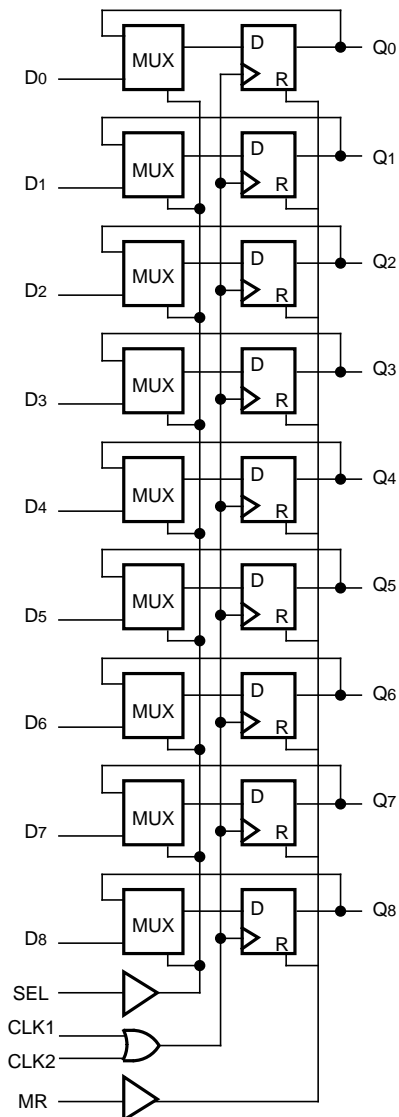 MUX D Q0
D0 R
MUX D Q1
D1 R
MUX D Q2
D2 R
MUX D Q3
D3 R
MUX D Q4
D4 R
MUX D Q5
D5 R
MUX D Q6
D6 R
MUX D Q7
D7 R
MUX D Q8
D8 R
SEL
CLK1
CLK2
MR